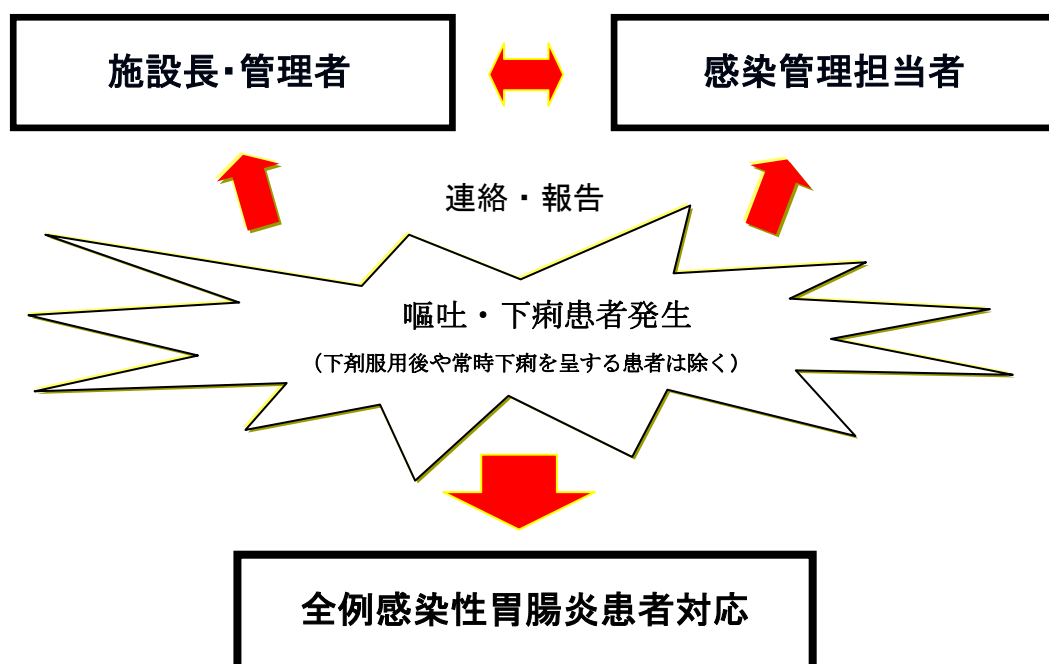 施設長・管理者
感染管理担当者
連絡・報告
嘔吐・下痢患者発生
（下剤服用後や常時下痢を呈する患者は除く）
全例感染性胃腸炎患者対応